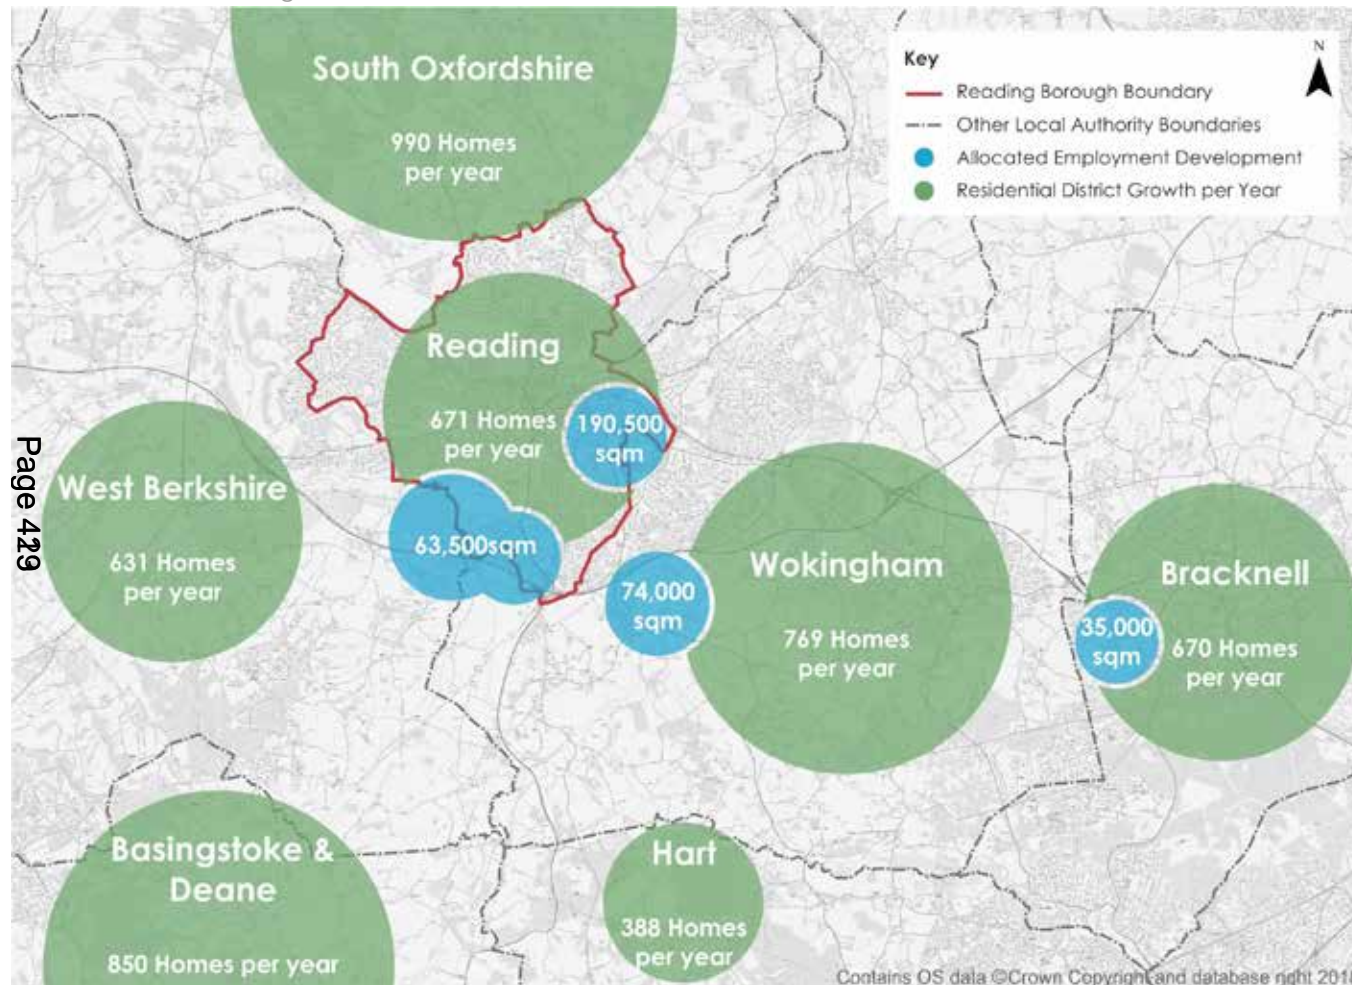 South Oxfordshire
990 Homes
per year
Key
N
Reading Borough Boundary
Other Local Authority Boundaries
Allocated Employment Development
Residential District Growth per Year
Reading
671 Homes
per year
190,500
sqm
63,500sqm
West Berkshire
631 Homes
per year
74,000
sqm
Wokingham
769 Homes
per year
Bracknell
35,000
sqm
670 Homes
per year
Basingstoke &
Deane
850 Homes per year
Hart
388 Homes
per year
Contains OS data ©Crown Copyright and database right 2018
Page